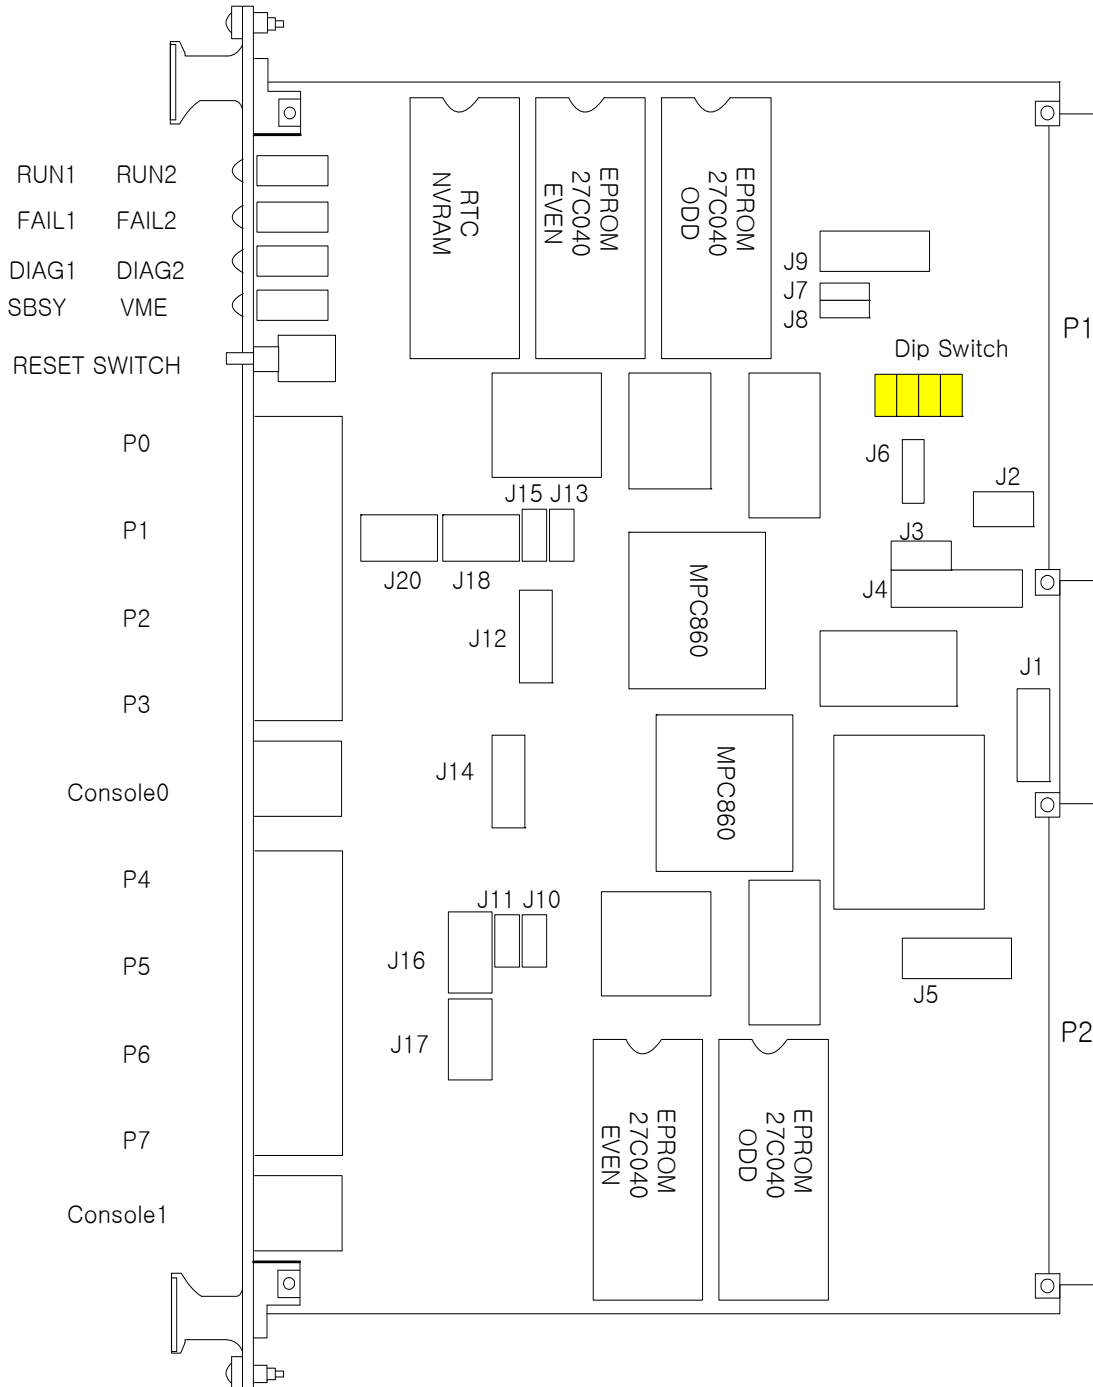 RUN1 RUN2
FAIL1 FAIL2
DIAG1 DIAG2
SBSY VME
RESET SWITCH
P0
P1
P2
P3
Console0
P4
P5
P6
P7
Console1
RTC
NVRAM
EPROM
27C040
EVEN
EPROM
27C040
ODD
J9
J7
J8
Dip Switch
P1
J6
J2
J15 J13
J3
J20 J18
J4
MPC860
J12
J1
J14
MPC860
J11 J10
J16
J5
J17
P2
EPROM
27C040
EVEN
EPROM
27C040
ODD